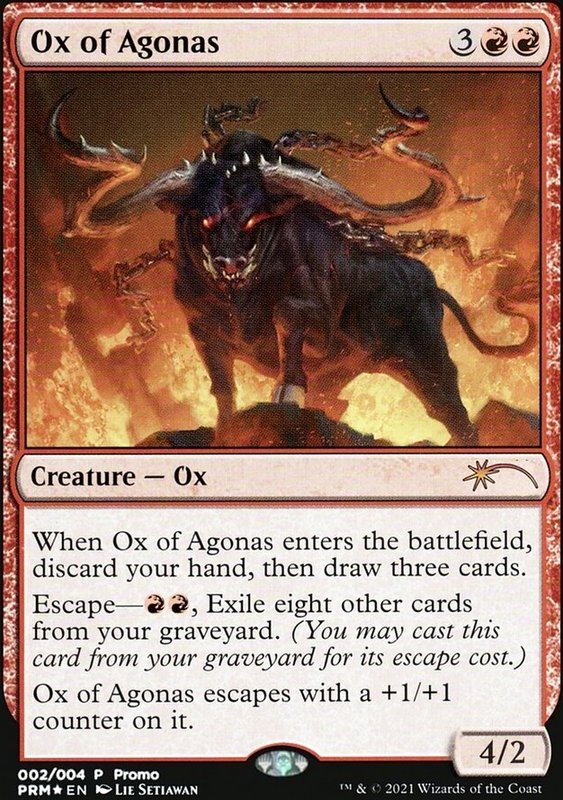 Ox of Agonas 3
Creature — Ox
When Ox of Agonas enters the battlefield,
discard your hand, then draw three cards.
Escape—, Exile eight other cards
from your graveyard. (You may cast this
card from your graveyard for its escape cost.)
Ox of Agonas escapes with a +1/+1
counter on it.
4/2
002/004 P Promo
PRM★EN Lie Setiawan
™ & © 2021 Wizards of the Coast